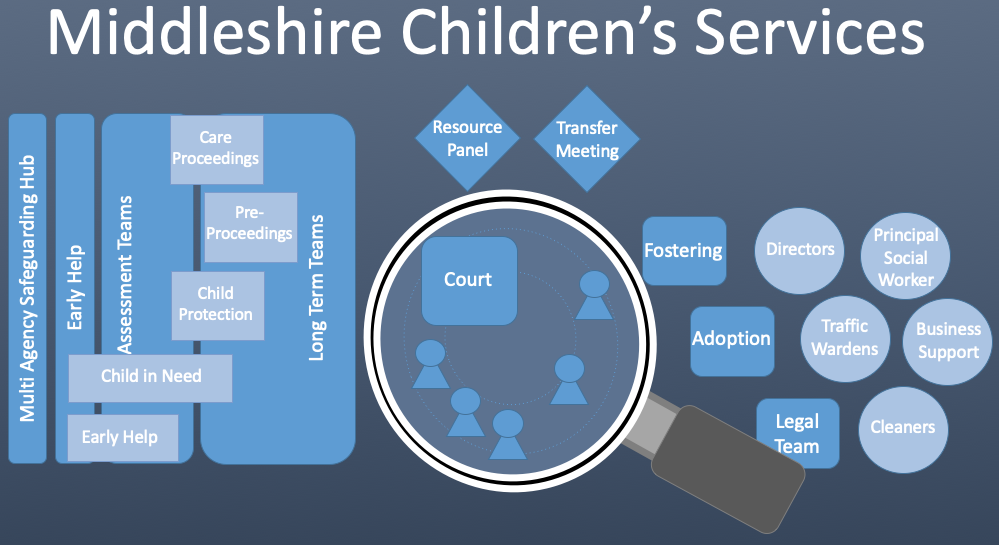 Middleshire Children's Services
Multi Agency Safeguarding Hub
Early Help
Assessment Teams
Long Term Teams
Care
Proceedings
Pre-
Proceedings
Child
Protection
Child in Need
Early Help
Resource
Panel
Transfer
Meeting
Court
Fostering
Adoption
Legal
Team
Directors
Principal
Social
Worker
Traffic
Wardens
Business
Support
Cleaners